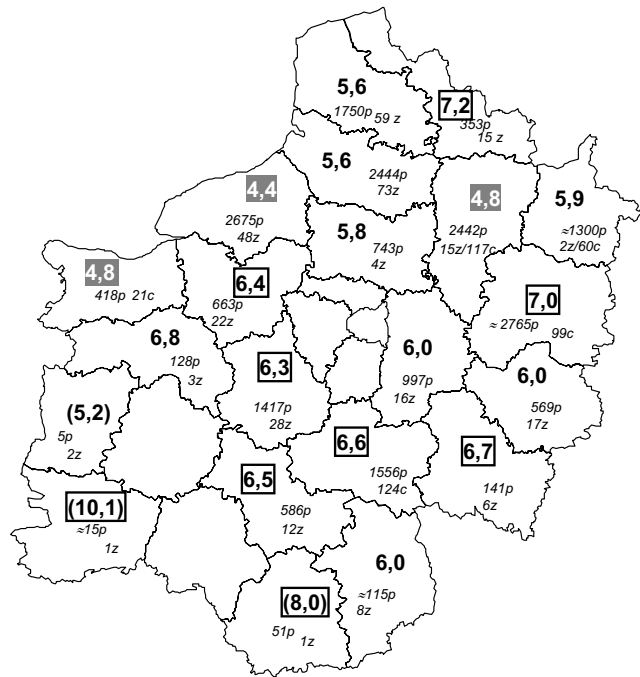 5,6
1750p 59 z
7,2
353p
15 z
5,6
2444p
73z
4,4
2675p
48z
4,8
2442p
15z/117c
5,9
≈1300p
2z/60c
5,8
743p
4z
4,8
418p 21c
6,4
663p
22z
7,0
≈ 2765p 99c
6,8
128p
3z
6,3
1417p
28z
6,0
997p
16z
6,0
569p
17z
(5,2)
5p
2z
6,6
1556p
124c
6,7
141p
6z
6,5
586p
12z
(10,1)
≈15p
1z
6,0
≈115p
8z
(8,0)
51p 1z